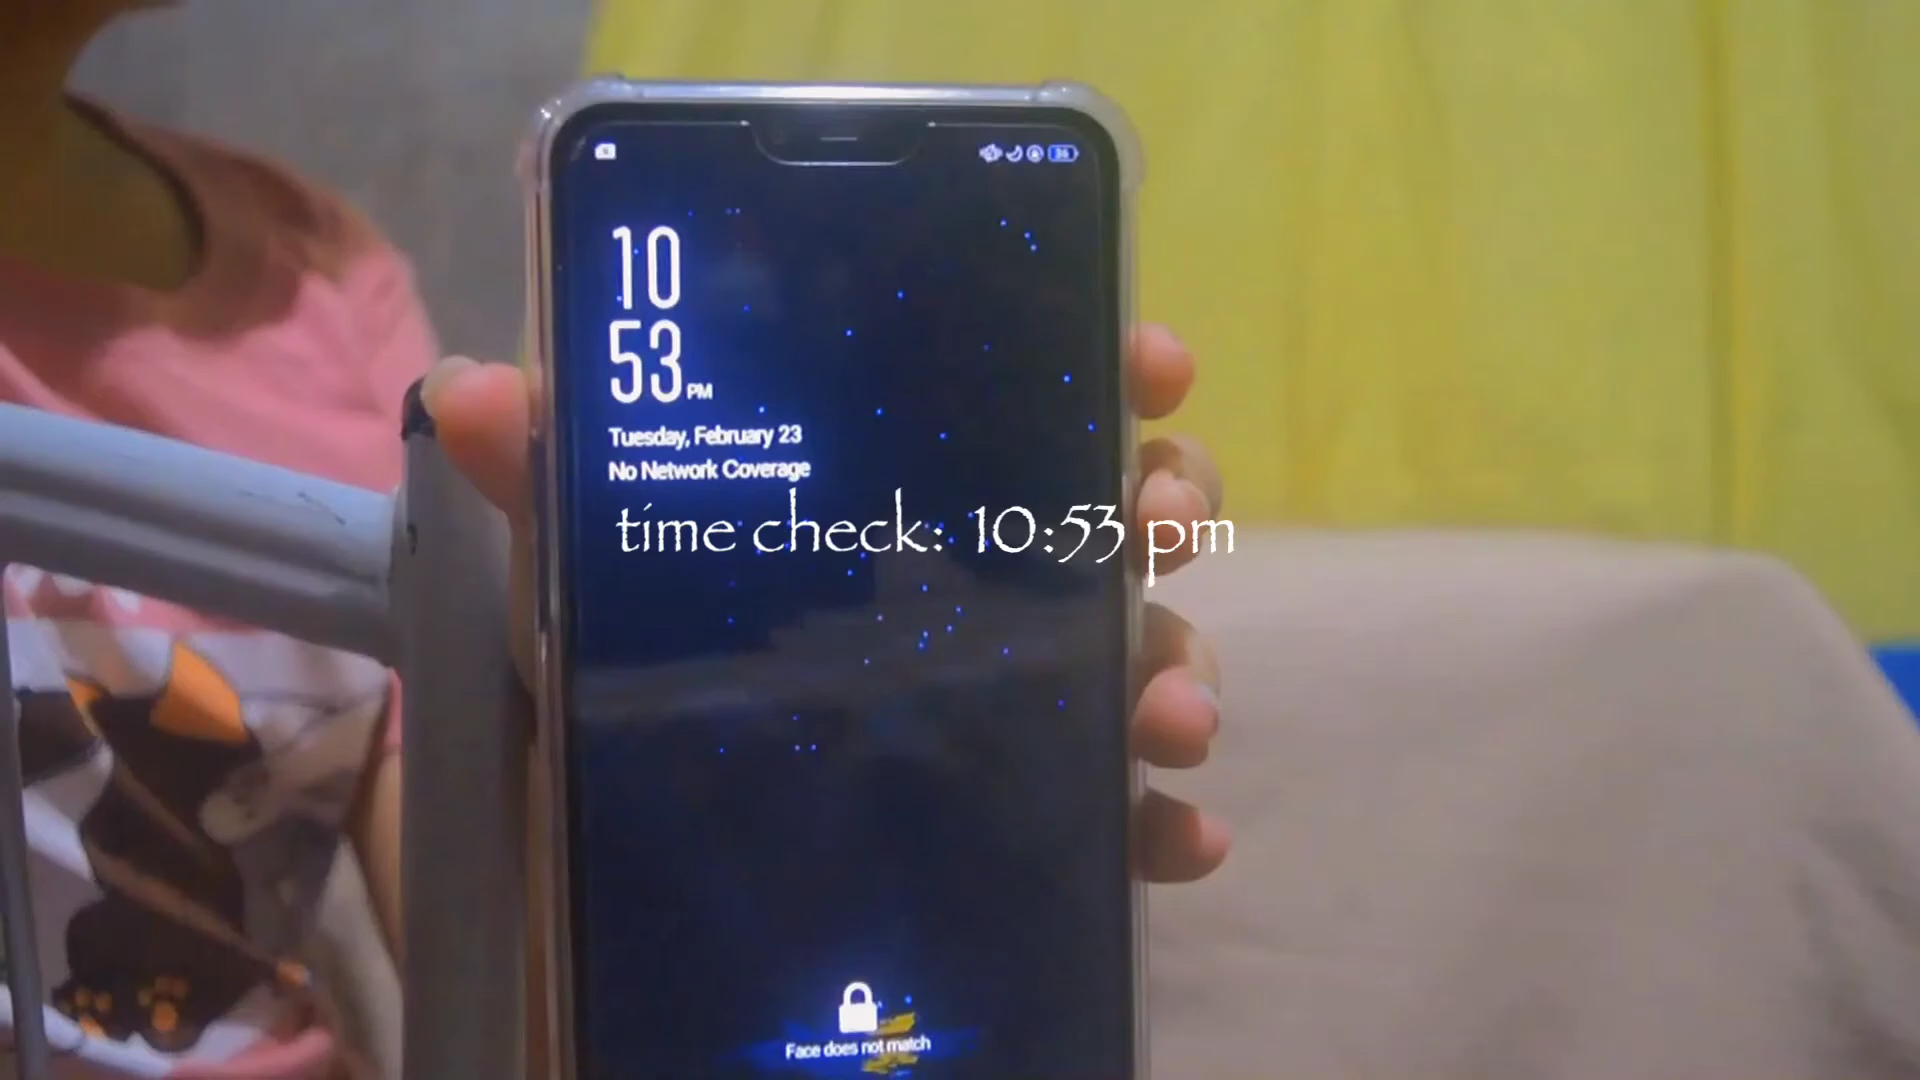 10
53 PM
Tuesday, February 23
No Network Coverage
time check: 10:53 pm
Face does not match